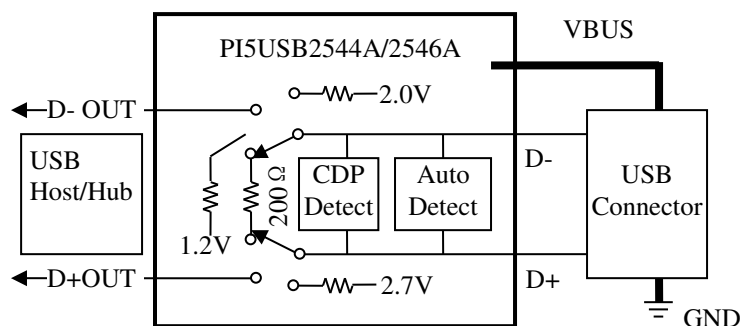 PI5USB2544A/2546A
VBUS
2.0V
D- OUT
USB
Host/Hub
200 Ω
CDP
Detect
Auto
Detect
D-
USB
Connector
1.2V
D+OUT
2.7V
D+
GND